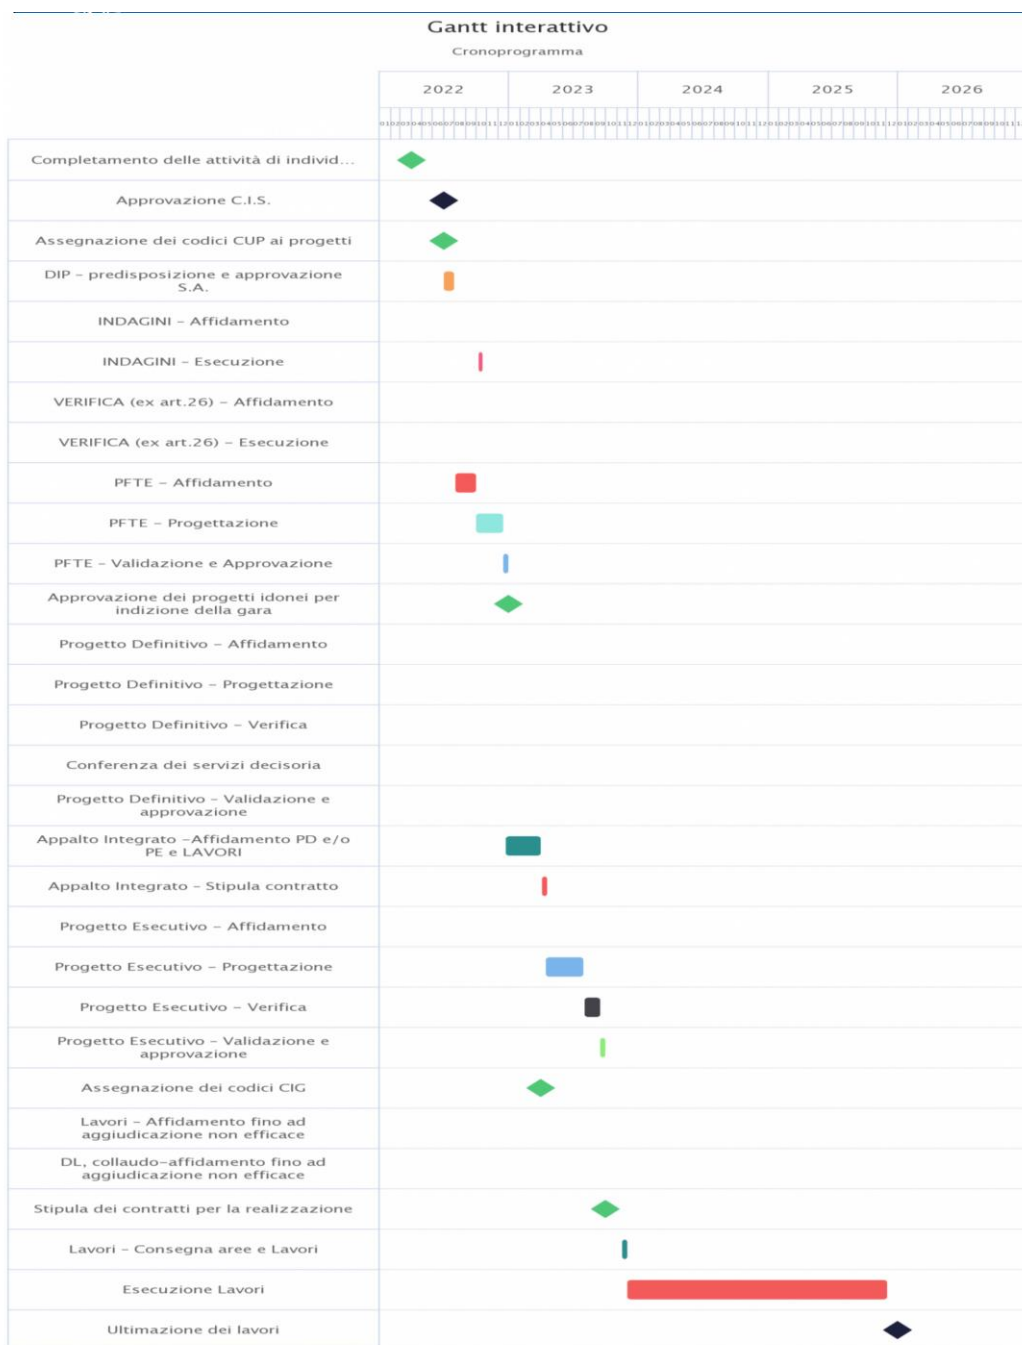 Gantt interattivo
Cronoprogramma
2022 2023 2024 2025 2026
Completamento delle attività di individ...
Approvazione C.I.S.
Assegnazione dei codici CUP ai progetti
DIP – predisposizione e approvazione
S.A.
INDAGINI – Affidamento
INDAGINI – Esecuzione
VERIFICA (ex art.26) – Affidamento
VERIFICA (ex art.26) – Esecuzione
PFTE – Affidamento
PFTE – Progettazione
PFTE – Validazione e Approvazione
Approvazione dei progetti idonei per
indizione della gara
Progetto Definitivo – Affidamento
Progetto Definitivo – Progettazione
Progetto Definitivo – Verifica
Conferenza dei servizi decisoria
Progetto Definitivo – Validazione e
approvazione
Appalto Integrato –Affidamento PD e/o
PE e LAVORI
Appalto Integrato – Stipula contratto
Progetto Esecutivo – Affidamento
Progetto Esecutivo – Progettazione
Progetto Esecutivo – Verifica
Progetto Esecutivo – Validazione e
approvazione
Assegnazione dei codici CIG
Lavori – Affidamento fino ad
aggiudicazione non efficace
DL, collaudo–affidamento fino ad
aggiudicazione non efficace
Stipula dei contratti per la realizzazione
Lavori – Consegna aree e Lavori
Esecuzione Lavori
Ultimazione dei lavori